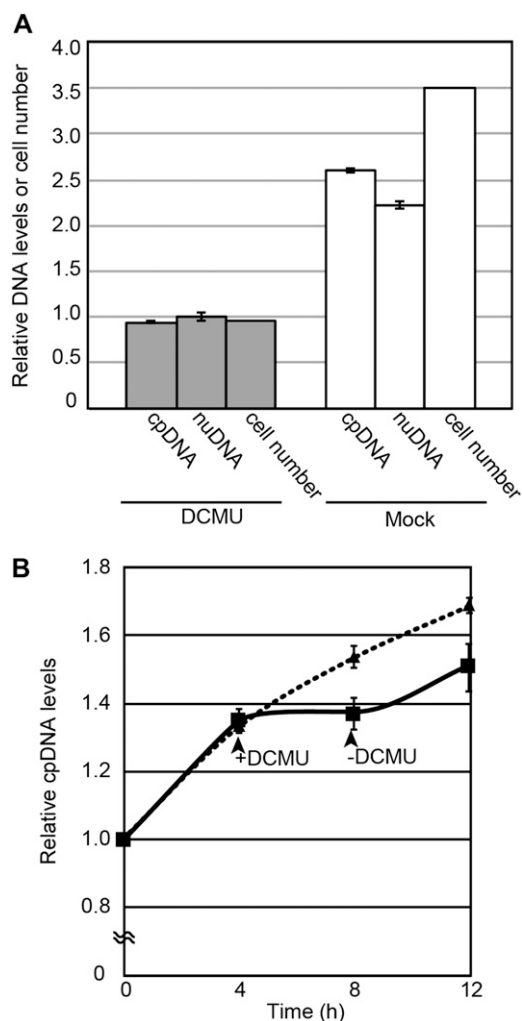 A
Relative DNA levels or cell number
4.0
3.5
3.0
2.5
2.0
1.5
1.0
0.5
0
cpDNA
nuDNA
cell number
cpDNA
nuDNA
cell number
DCMU
Mock
B
Relative cpDNA levels
1.8
1.6
1.4
1.2
1.0
0.8
0
+DCMU
-DCMU
0
4
8
12
Time (h)